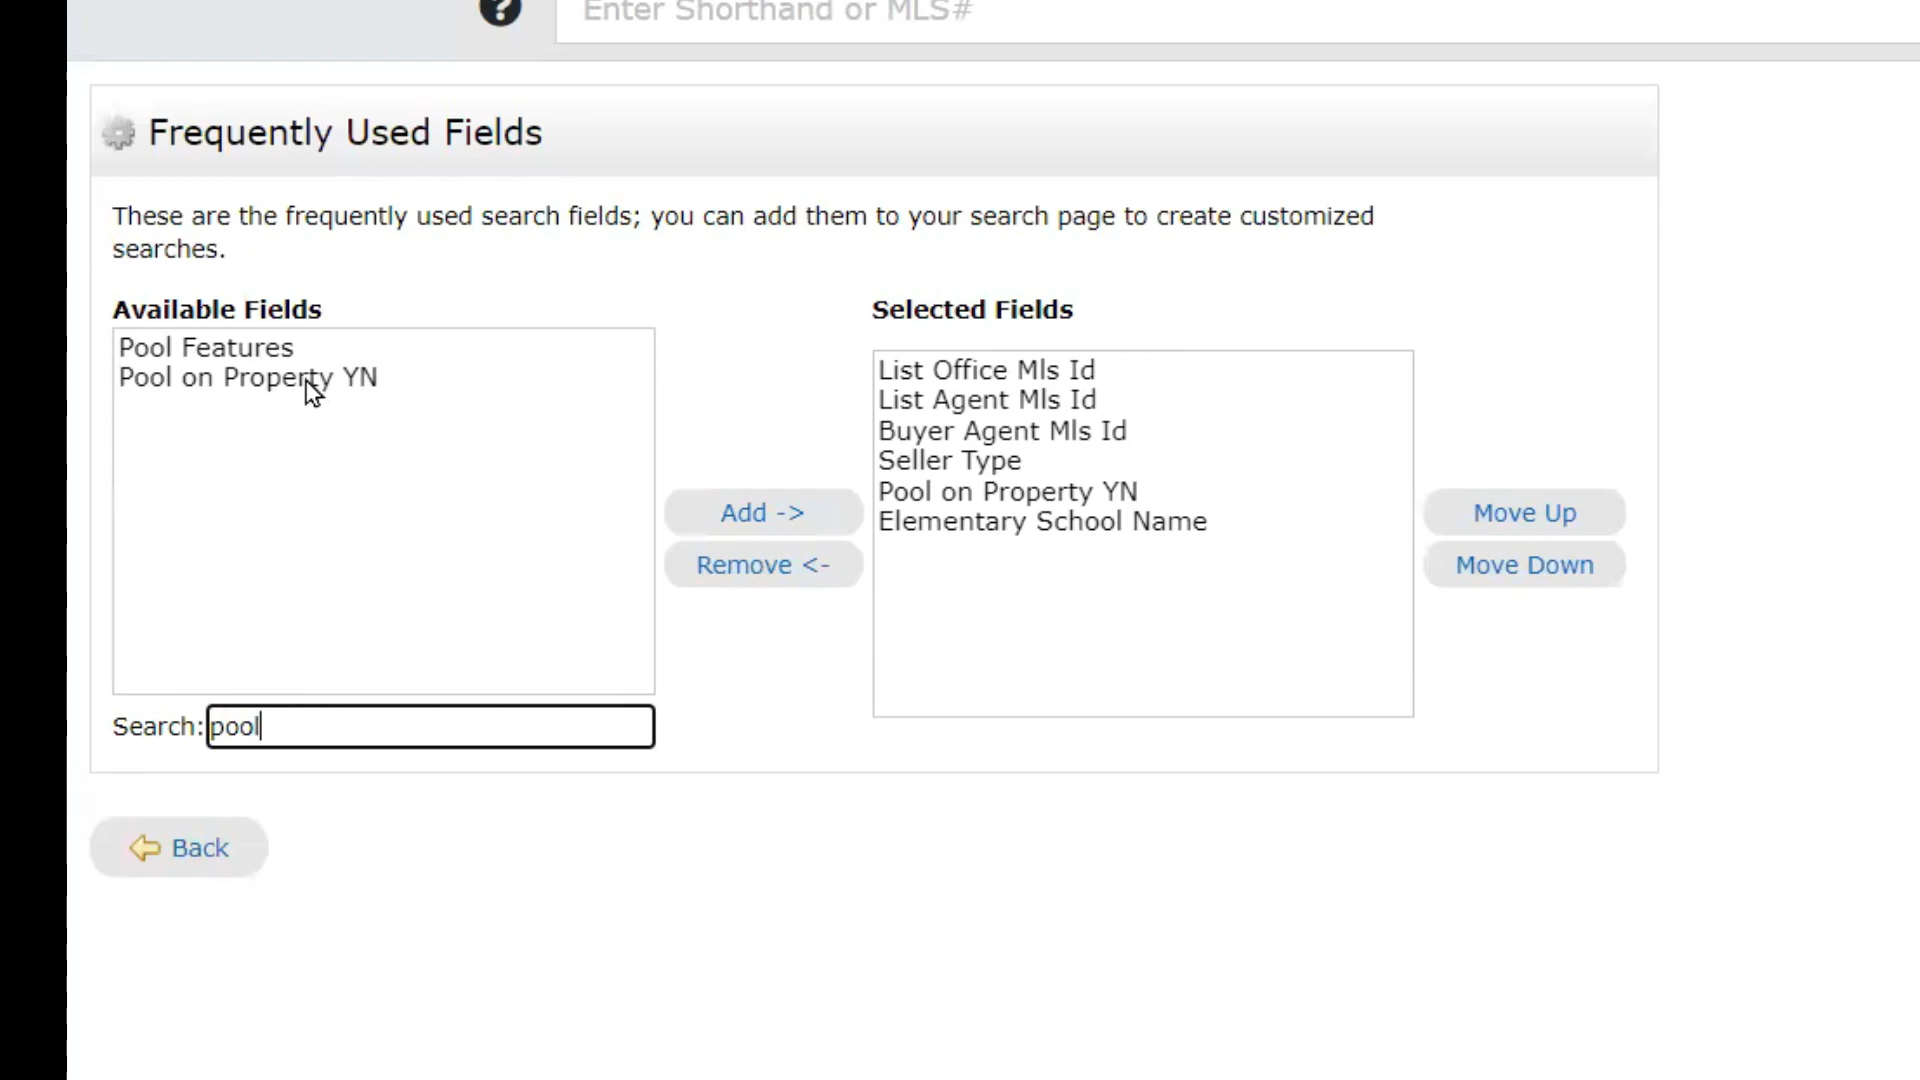 ?
Enter Shorthand or MLS#
Frequently Used Fields
These are the frequently used search fields; you can add them to your search page to create customized
searches.
Available Fields
Pool Features
Pool on Property YN
Search: pool
Add ->
Remove <-
Selected Fields
List Office Mls Id
List Agent Mls Id
Buyer Agent Mls Id
Seller Type
Pool on Property YN
Elementary School Name
Move Up
Move Down
Back